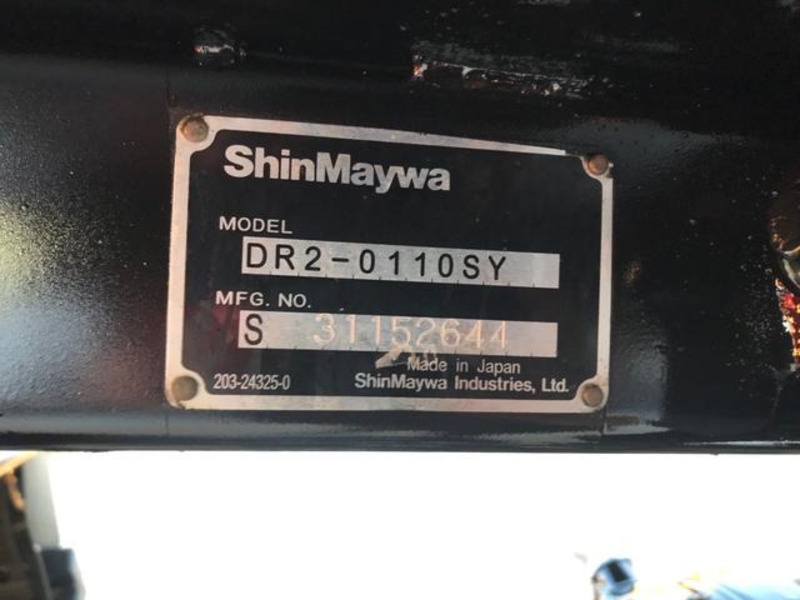 ShinMaywa
MODEL
DR2-0110SY
MFG. NO.
S 31152644
Made in Japan
203-24325-0 ShinMaywa Industries, Ltd.